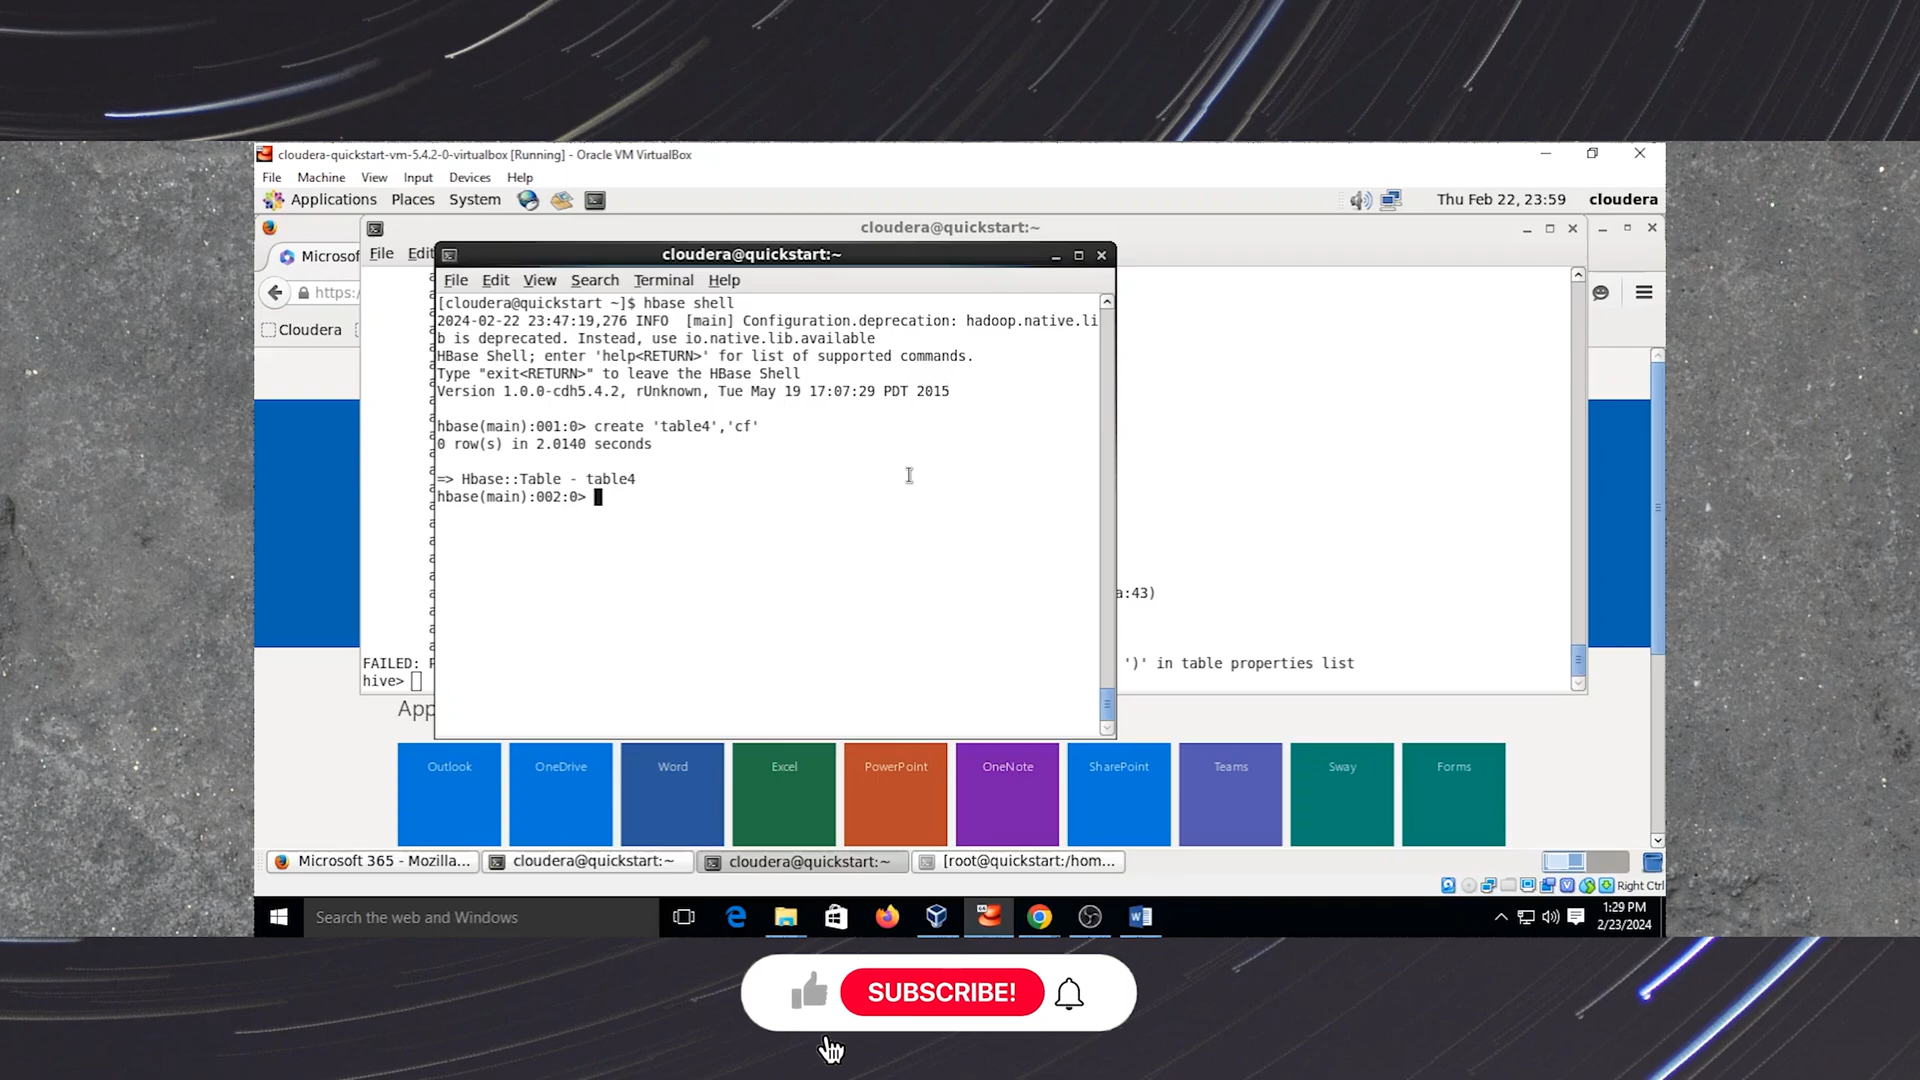 cloudera-quickstart-vm-5.4.2-0-virtualbox [Running] - Oracle VM VirtualBox
File Machine View Input Devices Help
Applications Places System Thu Feb 22, 23:59 cloudera
cloudera@quickstart:~
Microsof File Edit
cloudera@quickstart:~
https:
Cloudera
File Edit View Search Terminal Help
[cloudera@quickstart ~]$ hbase shell
2024-02-22 23:47:19,276 INFO [main] Configuration.deprecation: hadoop.native.li
b is deprecated. Instead, use io.native.lib.available
HBase Shell; enter 'help<RETURN>' for list of supported commands.
Type "exit<RETURN>" to leave the HBase Shell
Version 1.0.0-cdh5.4.2, rUnknown, Tue May 19 17:07:29 PDT 2015
hbase(main):001:0> create 'table4','cf'
0 row(s) in 2.0140 seconds
=> Hbase::Table - table4
hbase(main):002:0>
a:43)
FAILED: ')' in table properties list
hive>
App
Outlook OneDrive Word Excel PowerPoint OneNote SharePoint Teams Sway Forms
Microsoft 365 - Mozilla... cloudera@quickstart:~ cloudera@quickstart:~ [root@quickstart:/hom...
Right Ctrl
Search the web and Windows
1:29 PM
2/23/2024
SUBSCRIBE!